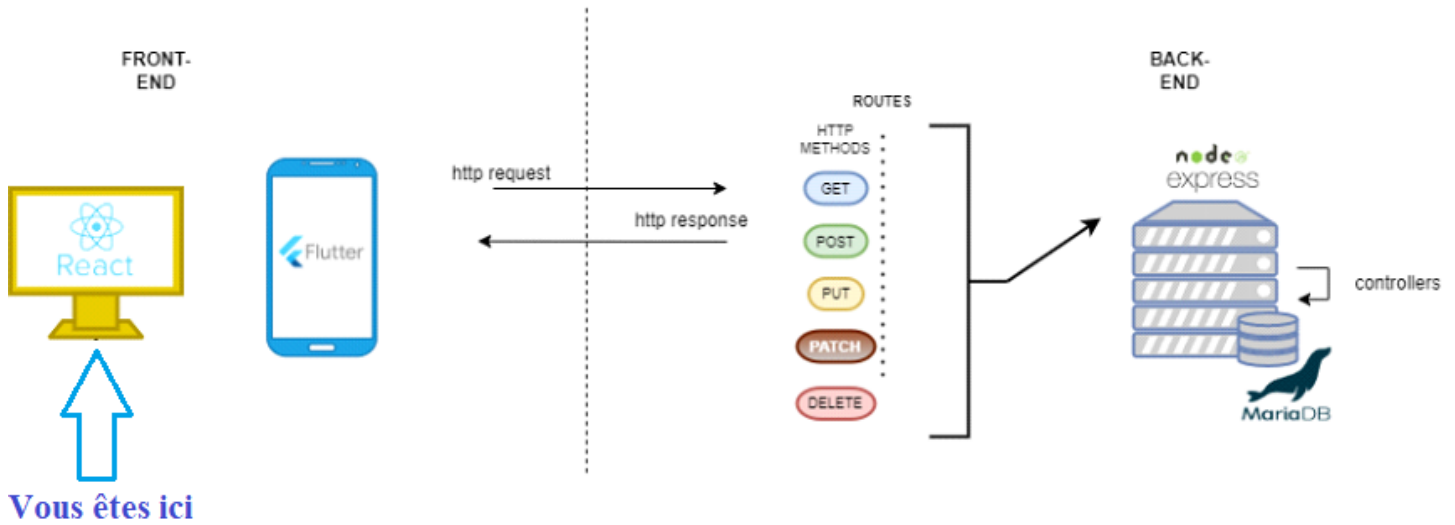 FRONT-
END
React
Flutter
Vous êtes ici
http request
http response
ROUTES
HTTP
METHODS
GET
POST
PUT
PATCH
DELETE
BACK-
END
node
express
controllers
MariaDB